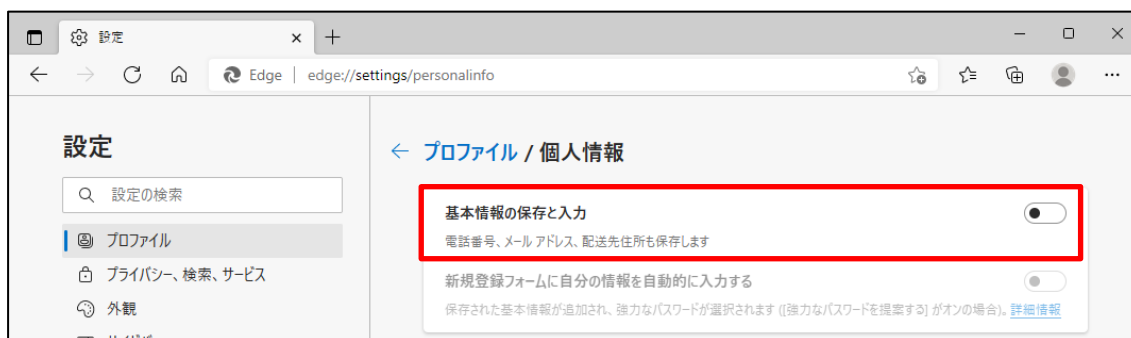 設定
Edge edge://settings/personalinfo
設定
設定の検索
プロファイル
プライバシー、検索、サービス
外観
プロファイル / 個人情報
基本情報の保存と入力
電話番号、メール アドレス、配送先住所も保存します
新規登録フォームに自分の情報を自動的に入力する
保存された基本情報が追加され、強力なパスワードが選択されます ([強力なパスワードを提案する] がオンの場合)。詳細情報